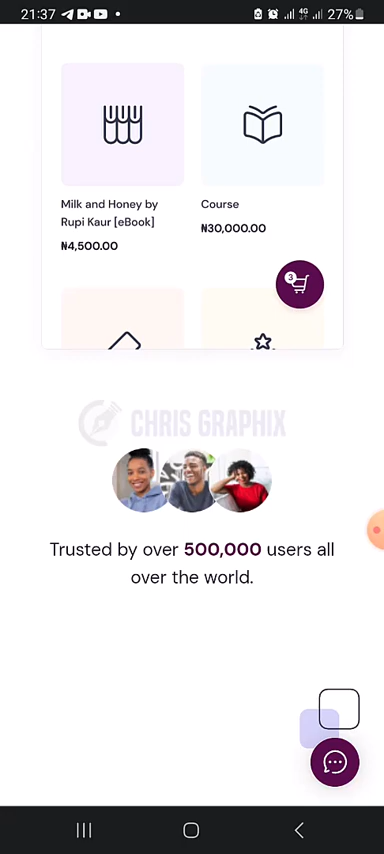 21:37
4G
27%
Milk and Honey by
Rupi Kaur [eBook]
₦4,500.00
Course
₦30,000.00
3
CHRIS GRAPHIX
Trusted by over 500,000 users all
over the world.